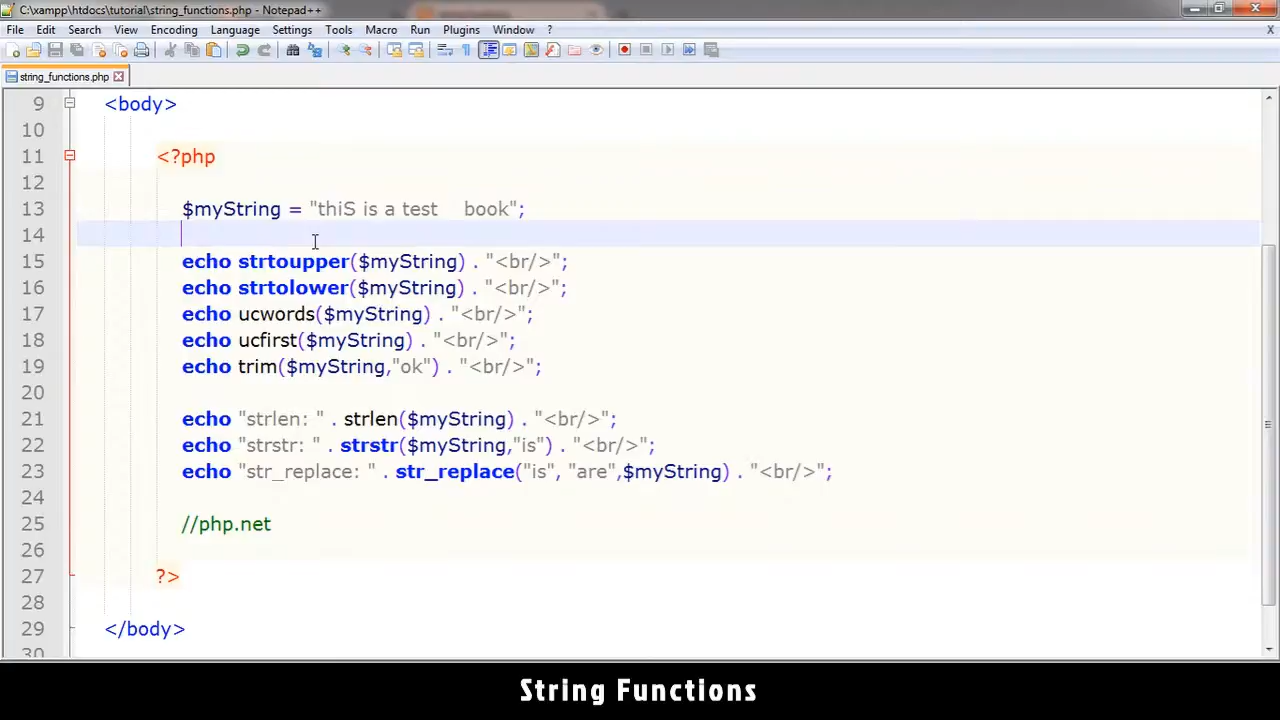 C:\xampp\htdocs\tutorial\string_functions.php - Notepad++
File Edit Search View Encoding Language Settings Tools Macro Run Plugins Window ? X
string_functions.php
9 <body>
10
11 <?php
12
13 $myString = "thiS is a test    book";
14
15 echo strtoupper($myString) . "<br/>";
16 echo strtolower($myString) . "<br/>";
17 echo ucwords($myString) . "<br/>";
18 echo ucfirst($myString) . "<br/>";
19 echo trim($myString,"ok") . "<br/>";
20
21 echo "strlen: " . strlen($myString) . "<br/>";
22 echo "strstr: " . strstr($myString,"is") . "<br/>";
23 echo "str_replace: " . str_replace("is", "are",$myString) . "<br/>";
24
25 //php.net
26
27 ?>
28
29 </body>
30
String Functions